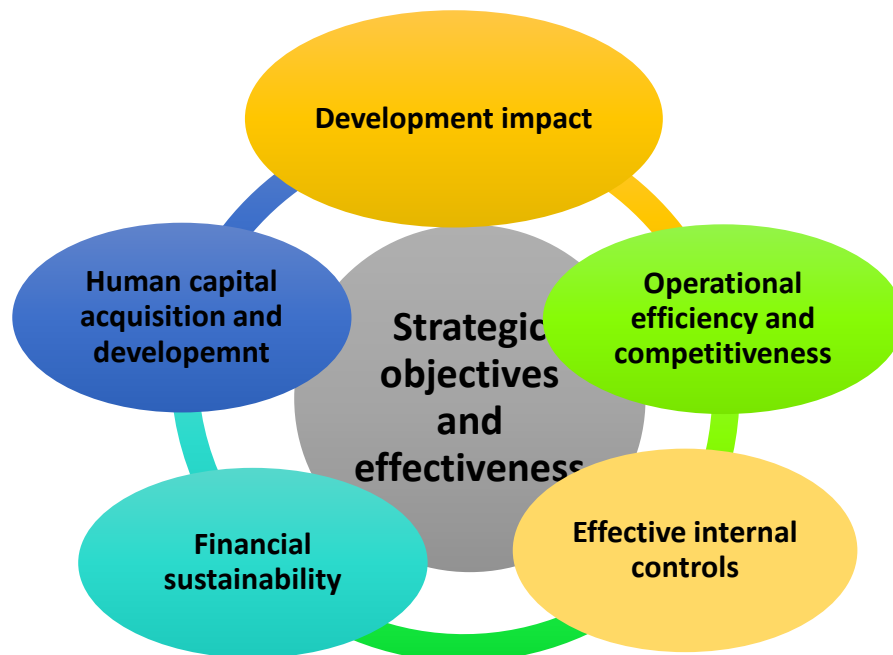 Development impact
Human capital
acquisition and
developemnt
Operational
efficiency and
competitiveness
Strategic
objectives
and
effectiveness
Financial
sustainability
Effective internal
controls